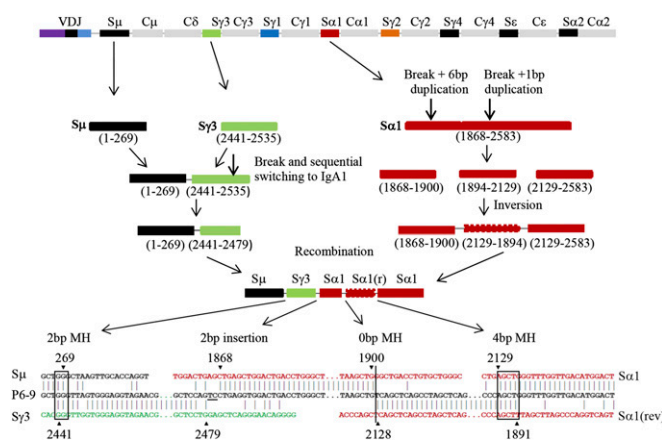 VDJ Sμ Cμ Cδ Sγ3 Cγ3 Sγ1 Cγ1 Sα1 Cα1 Sγ2 Cγ2 Sγ4 Cγ4 Sε Cε Sα2 Cα2
Break + 6bp duplication
Break +1bp duplication
Sμ
(1-269)
Sγ3
(2441-2535)
Sα1
(1868-2583)
Break and sequential switching to IgA1
(1-269) (2441-2535)
(1868-1900) (1894-2129) (2129-2583)
Inversion
(1-269) (2441-2479)
(1868-1900) (2129-1894) (2129-2583)
Recombination
Sμ Sγ3 Sα1 Sα1(r) Sα1
2bp MH 2bp insertion 0bp MH 4bp MH
269 1868 1900 2129
Sμ GCTGGGCTAAGTTGCACCAGGT TGGACTGAGCTGAGCTGGACTGACCTGGGCT...TAAGCTGGGCTGACCTGTGCTGGGC CTGAGCTGGGTTTGGTTGACATGGACT Sα1
P6-9
Sγ3 Sα1(rev)
2441 2479 2128 1891